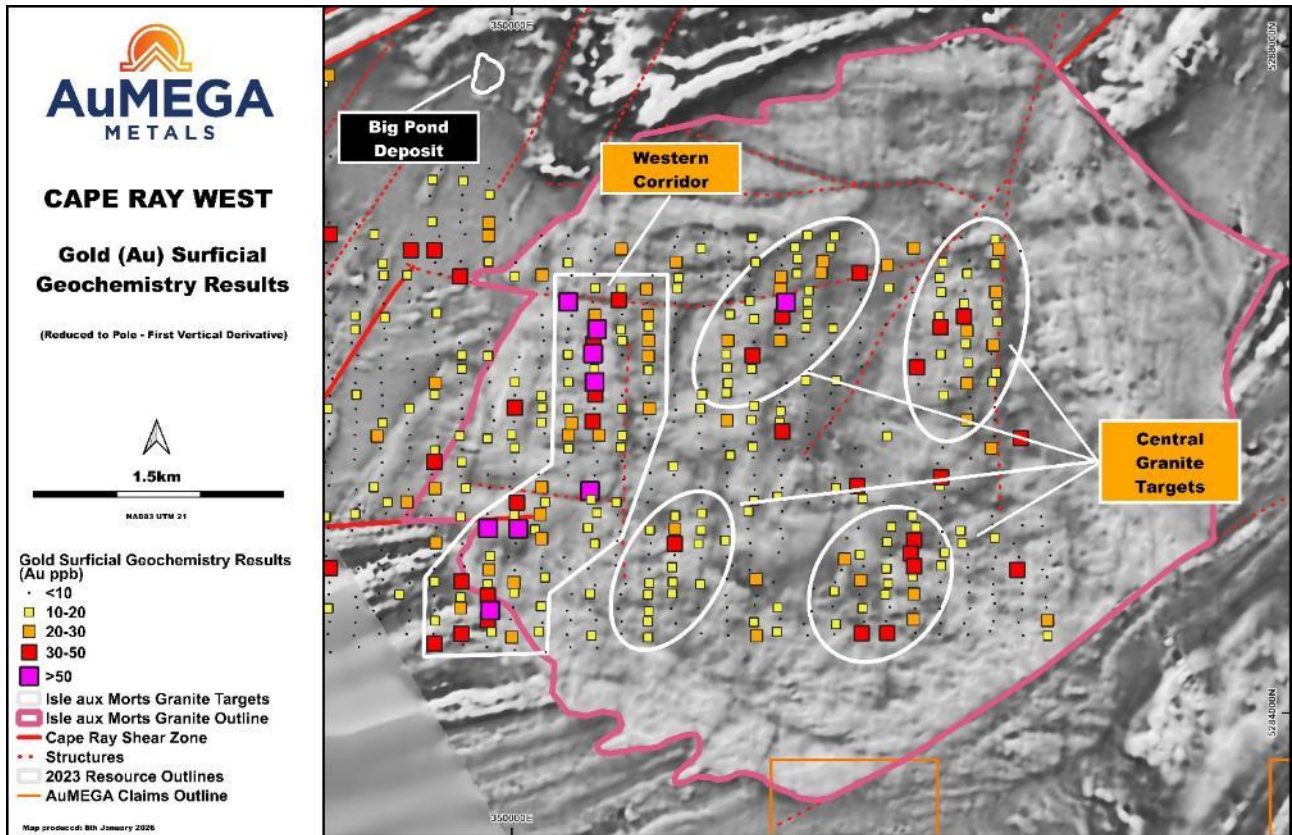 AuMEGA
METALS
CAPE RAY WEST
Gold (Au) Surficial
Geochemistry Results
(Reduced to Pole - First Vertical Derivative)
1.5km
NAD83 UTM 21
Gold Surficial Geochemistry Results
(Au ppb)
<10
10-20
20-30
30-50
>50
Isle aux Morts Granite Targets
Isle aux Morts Granite Outline
Cape Ray Shear Zone
Structures
2023 Resource Outlines
AuMEGA Claims Outline
Map produced: 8th January 2026
350000E
5288000N
Big Pond
Deposit
Western
Corridor
Central
Granite
Targets
5284000N
350000E